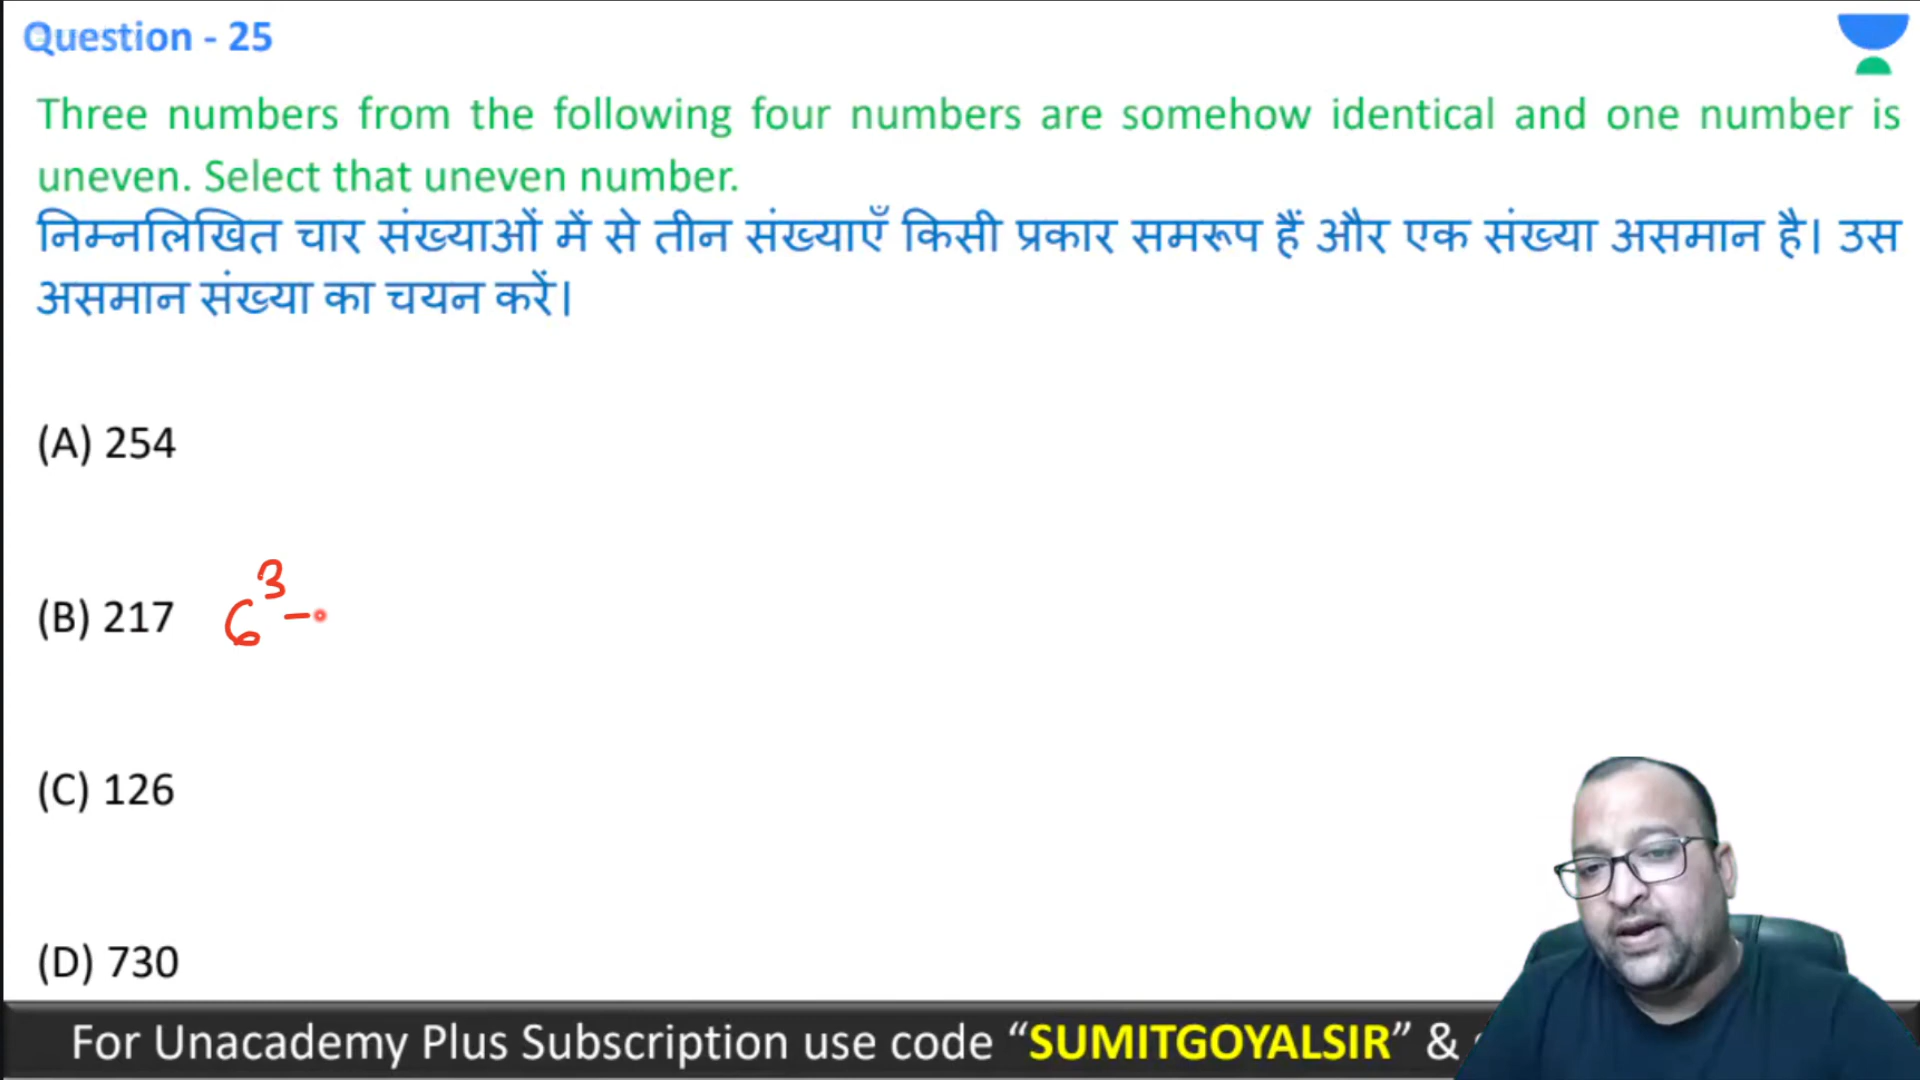 Question - 25
Three numbers from the following four numbers are somehow identical and one number is
uneven. Select that uneven number.
निम्नलिखित चार संख्याओं में से तीन संख्याएँ किसी प्रकार समरूप हैं और एक संख्या असमान है। उस
असमान संख्या का चयन करें।
(A) 254
(B) 217 6³ -
(C) 126
(D) 730
For Unacademy Plus Subscription use code “SUMITGOYALSIR” &